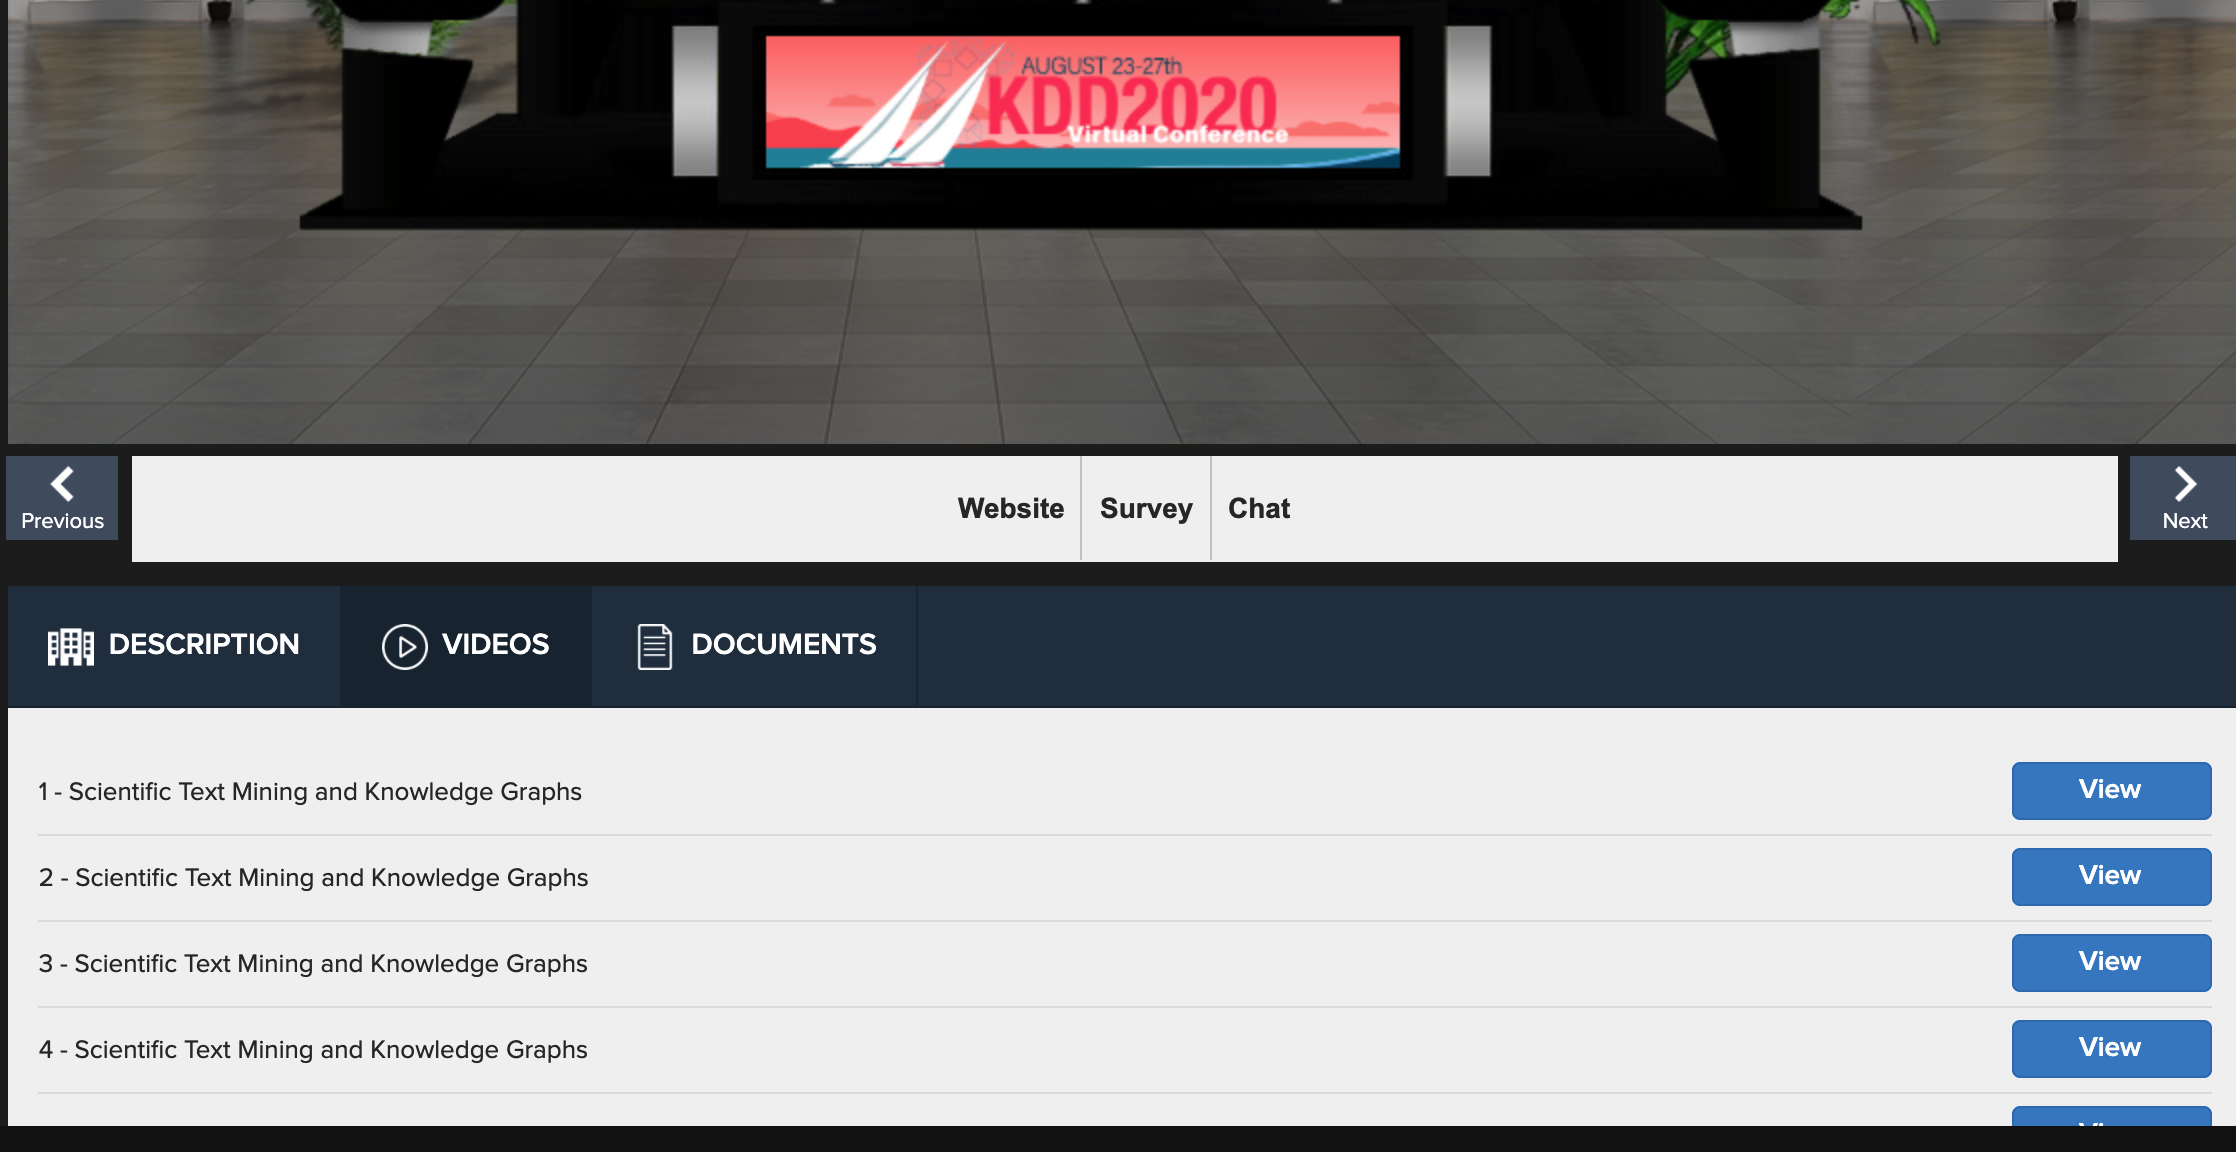 AUGUST 23-27th
KDD2020
Virtual Conference
Previous
Website
Survey
Chat
Next
DESCRIPTION
VIDEOS
DOCUMENTS
1 - Scientific Text Mining and Knowledge Graphs
View
2 - Scientific Text Mining and Knowledge Graphs
View
3 - Scientific Text Mining and Knowledge Graphs
View
4 - Scientific Text Mining and Knowledge Graphs
View